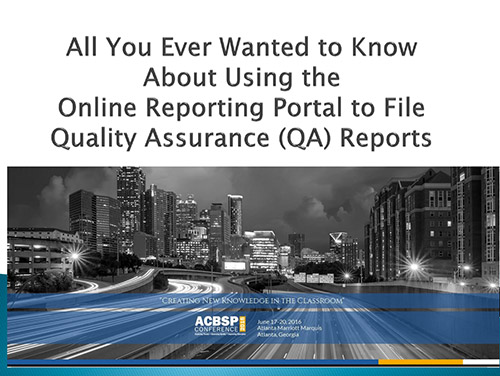 All You Ever Wanted to Know
About Using the
Online Reporting Portal to File
Quality Assurance (QA) Reports
"Creating New Knowledge in the Classroom"
ACBSP
CONFERENCE
2016
June 17-20, 2016
Atlanta Marriott Marquis
Atlanta, Georgia